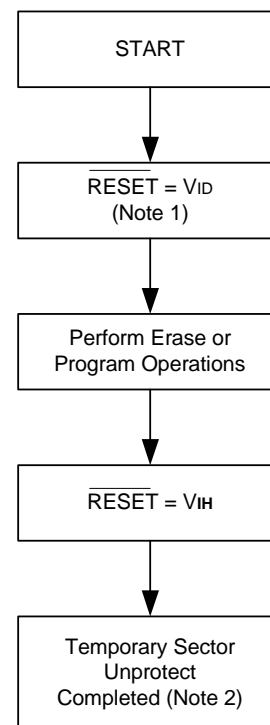 START
RESET = VID
(Note 1)
Perform Erase or
Program Operations
RESET = VIH
Temporary Sector
Unprotect
Completed (Note 2)